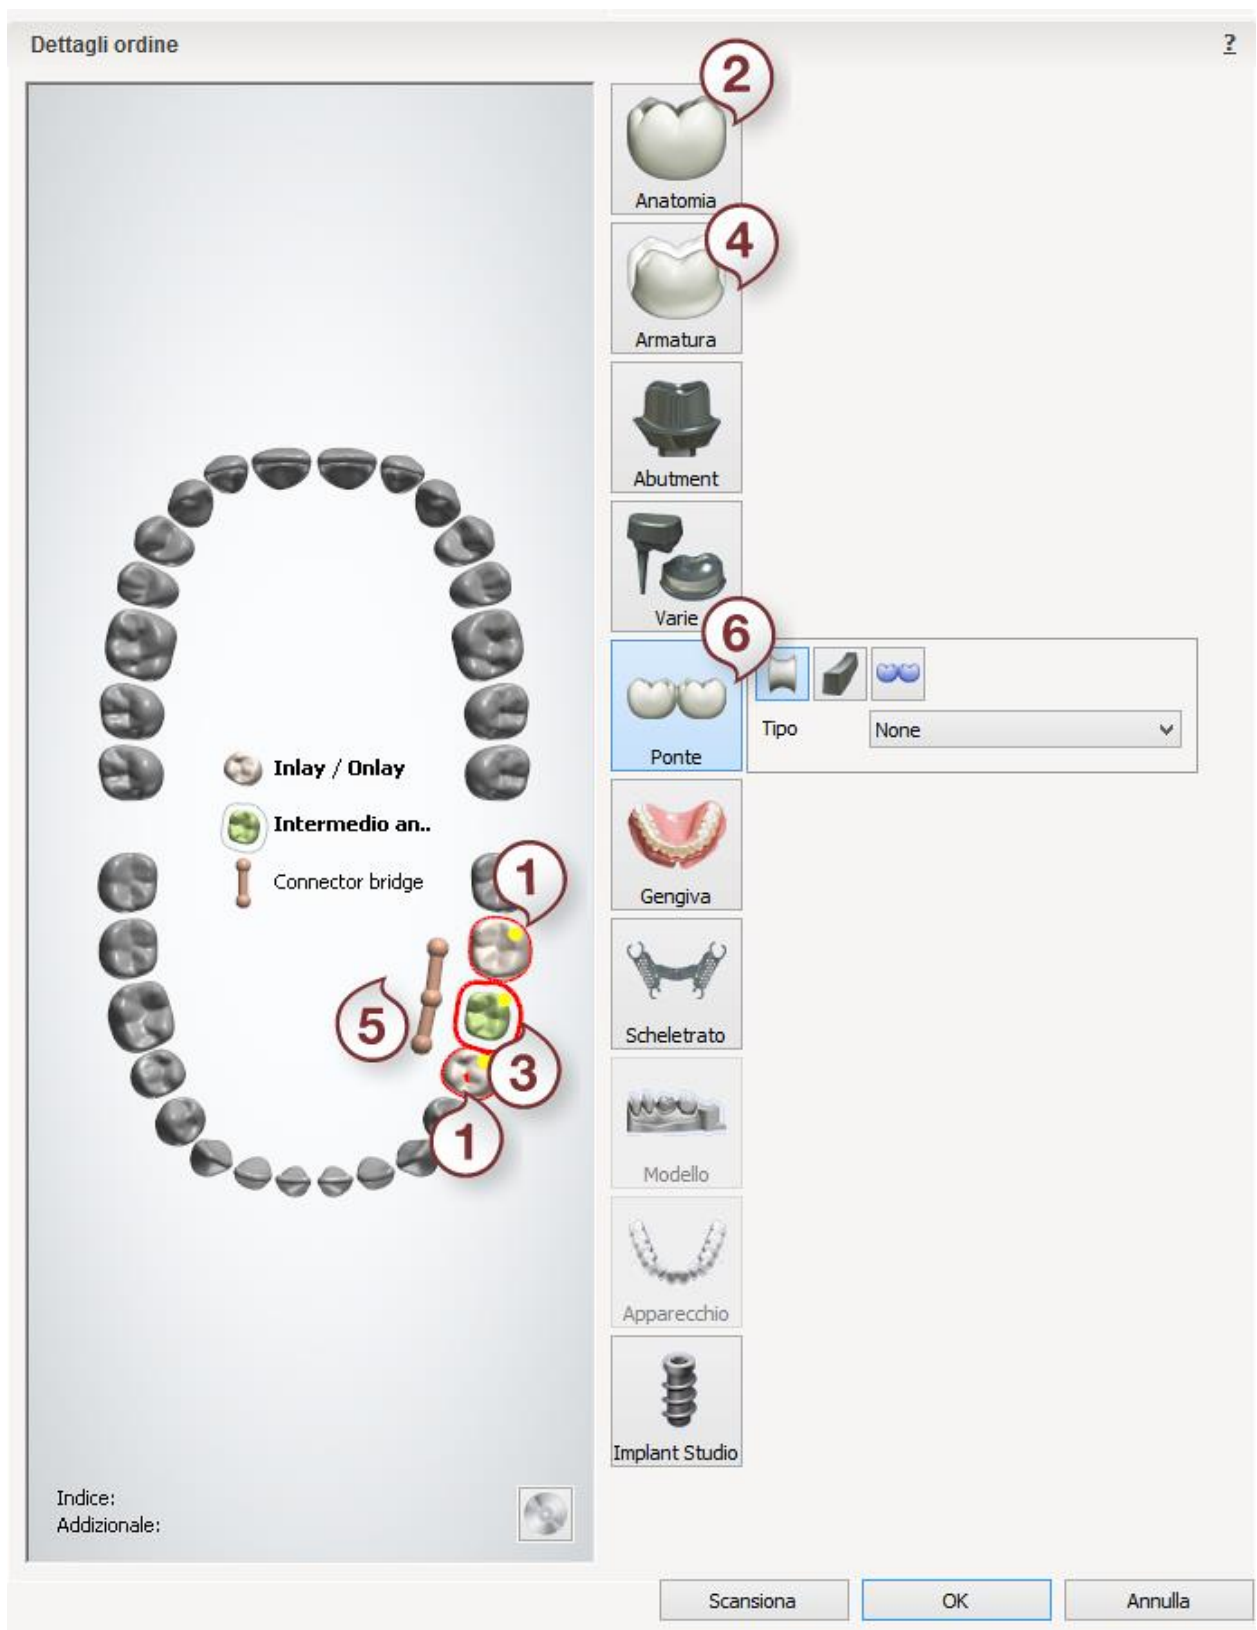 Dettagli ordine
?
2
Anatomia
4
Armatura
Abutment
Varie
6
Tipo
None
Ponte
Inlay / Onlay
Intermedio an..
Connector bridge
1
5
3
1
Gengiva
Scheletrato
Modello
Apparecchio
Implant Studio
Indice:
Addizionale:
Scansiona
OK
Annulla